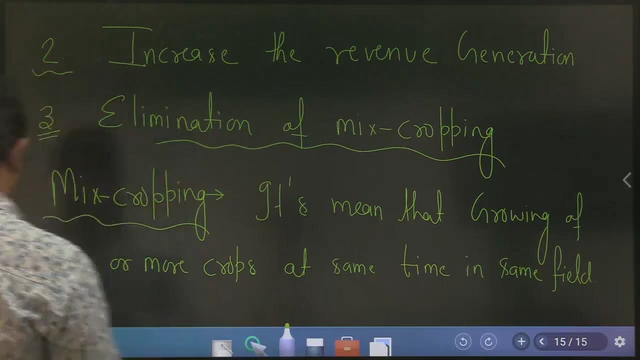 2 Increase the revenue Generation
3 Elimination of mix-cropping
Mix-cropping → It's mean that Growing of
or more crops at same time in same field
15/15